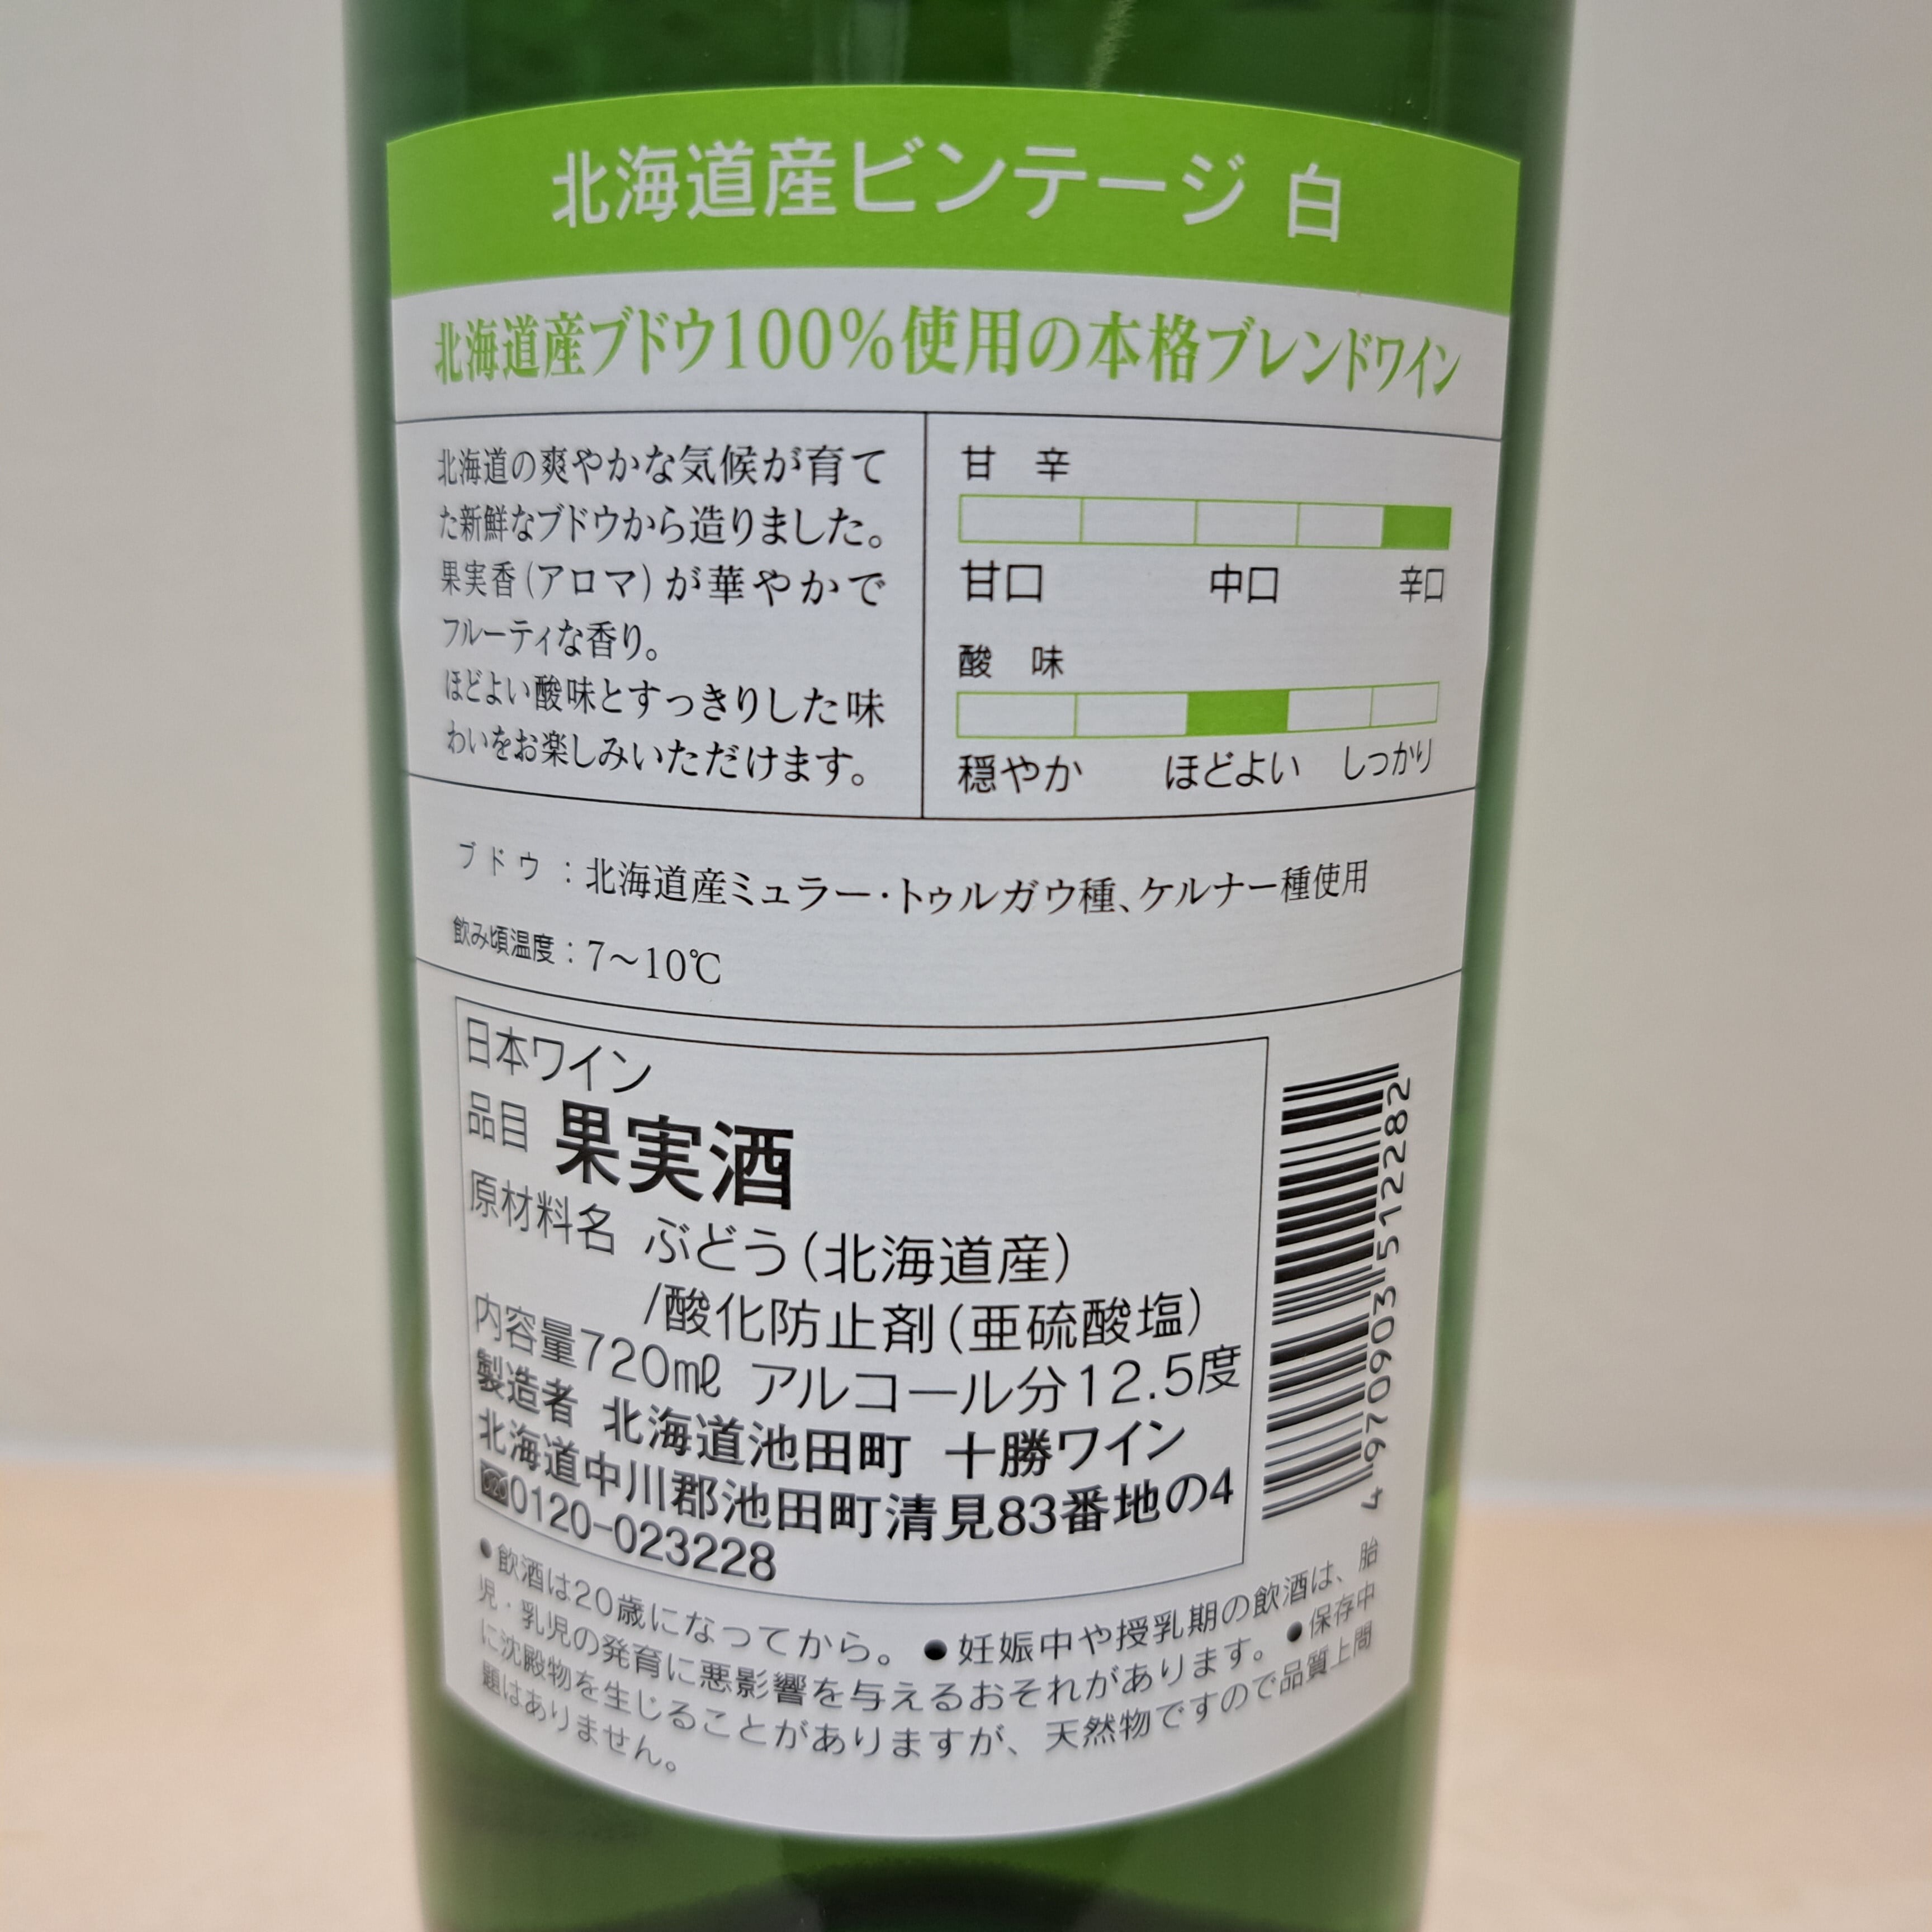 北海道産ビンテージ 白
北海道産ブドウ100%使用の本格ブレンドワイン
北海道の爽やかな気候が育て
た新鮮なブドウから造りました。
果実香(アロマ)が華やかで
フルーティな香り。
ほどよい酸味とすっきりした味
わいをお楽しみいただけます。
甘 辛
甘口 中口 辛口
酸 味
穏やか ほどよい しっかり
ブドウ:北海道産ミュラー・トゥルガウ種、ケルナー種使用
飲み頃温度:7〜10℃
日本ワイン
品目 果実酒
原材料名 ぶどう(北海道産)
/酸化防止剤(亜硫酸塩)
内容量720mℓ アルコール分12.5度
製造者 北海道池田町 十勝ワイン
北海道中川郡池田町清見83番地の4
0120-023228
4970903512282
●飲酒は20歳になってから。●妊娠中や授乳期の飲酒は、胎
児・乳児の発育に悪影響を与えるおそれがあります。●保存中
に沈殿物を生じることがありますが、天然物ですので品質上問
題はありません。